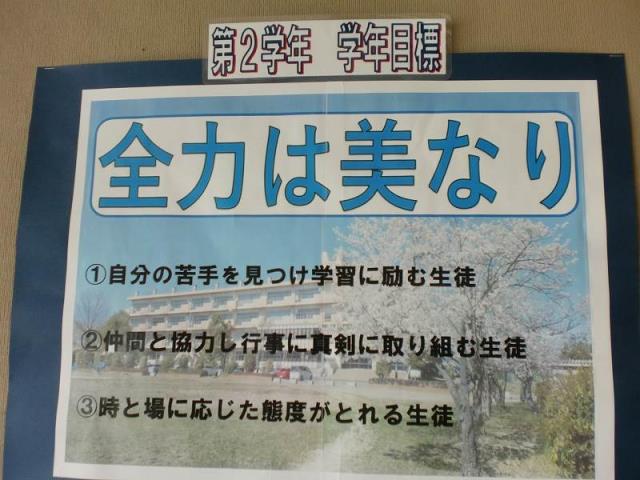 第２学年　学年目標
全力は美なり
①自分の苦手を見つけ学習に励む生徒
②仲間と協力し行事に真剣に取り組む生徒
③時と場に応じた態度がとれる生徒